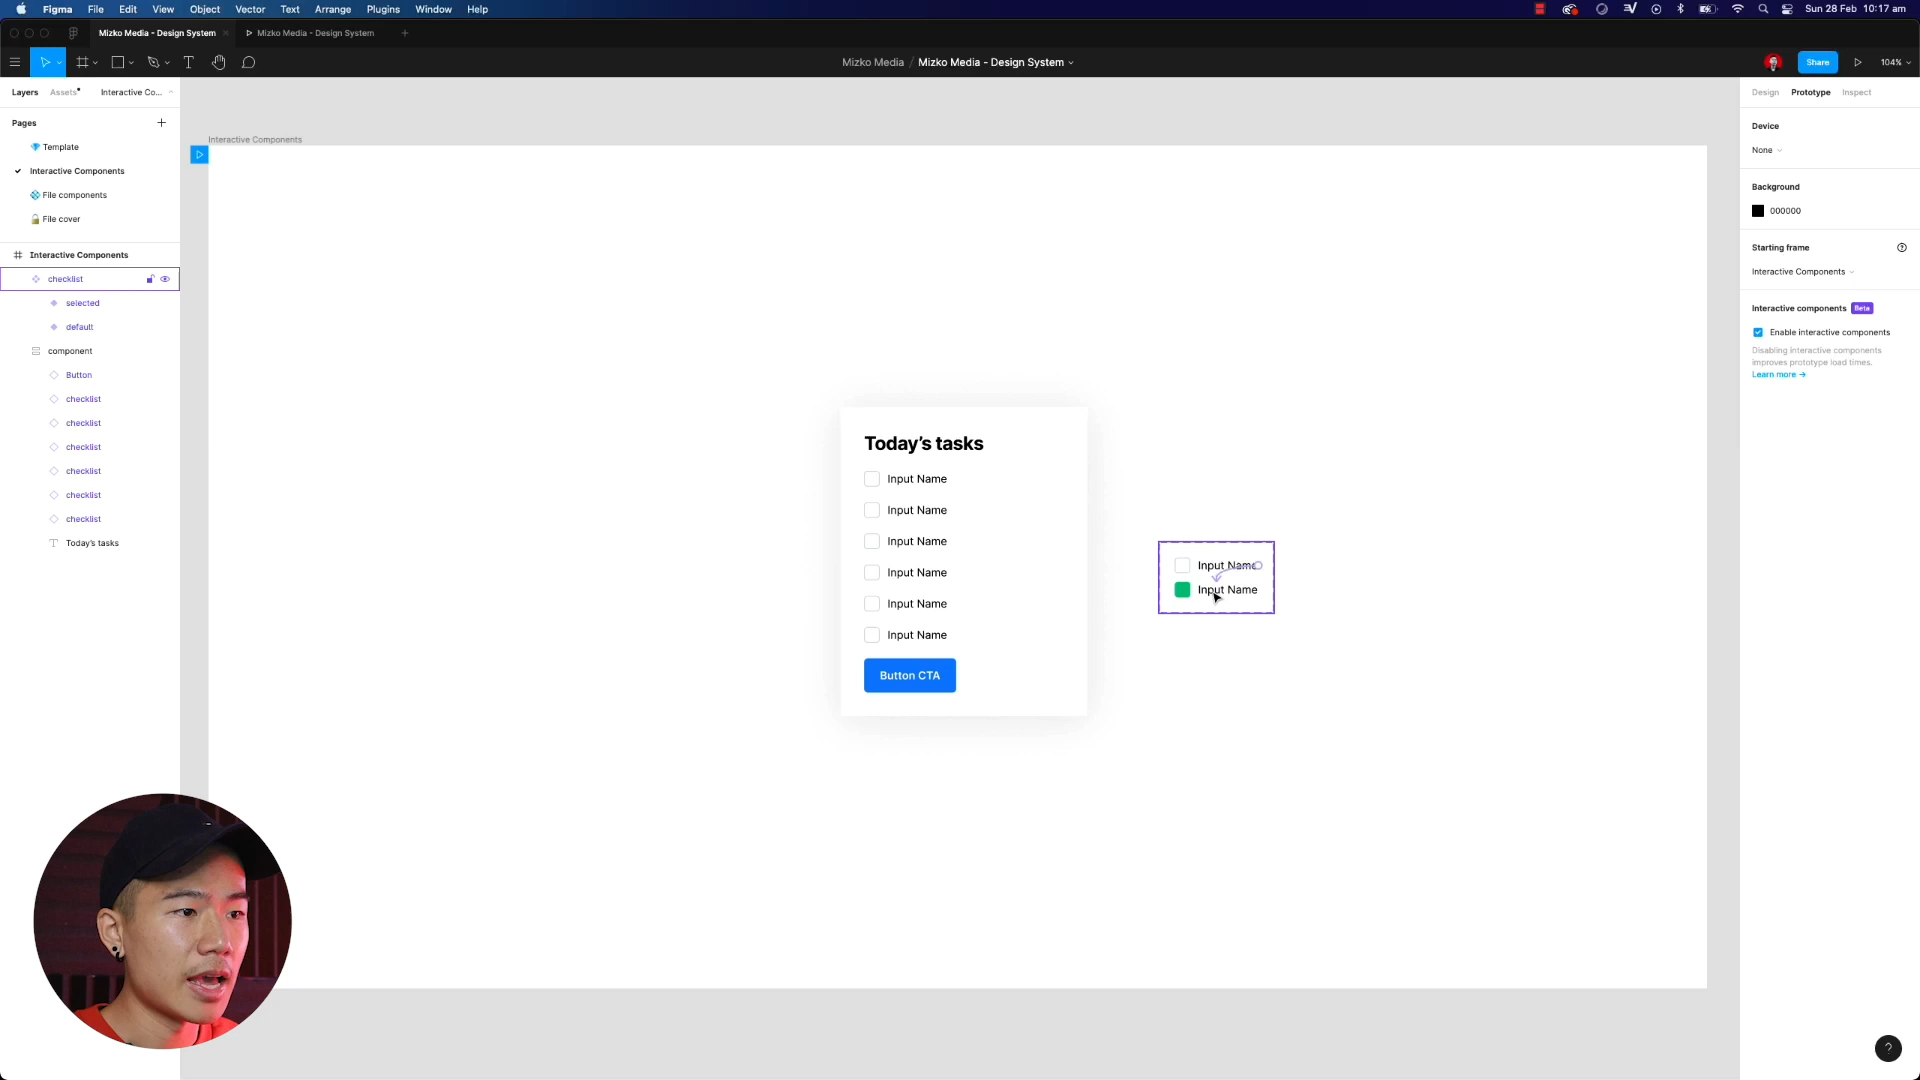 Figma File Edit View Object Vector Text Arrange Plugins Window Help
Sun 28 Feb 10:17 am
Mizko Media - Design System
Mizko Media - Design System
Mizko Media / Mizko Media - Design System
Share
104%
Layers
Assets
Interactive Co...
Pages
Template
Interactive Components
File components
File cover
Interactive Components
checklist
selected
default
component
Button
checklist
checklist
checklist
checklist
checklist
checklist
Today's tasks
Interactive Components
Today's tasks
Input Name
Input Name
Input Name
Input Name
Input Name
Input Name
Button CTA
Input Name
Input Name
Design Prototype Inspect
Device
None
Background
000000
Starting frame
Interactive Components
Interactive components Beta
Enable interactive components
Disabling interactive components
improves prototype load times.
Learn more →
?